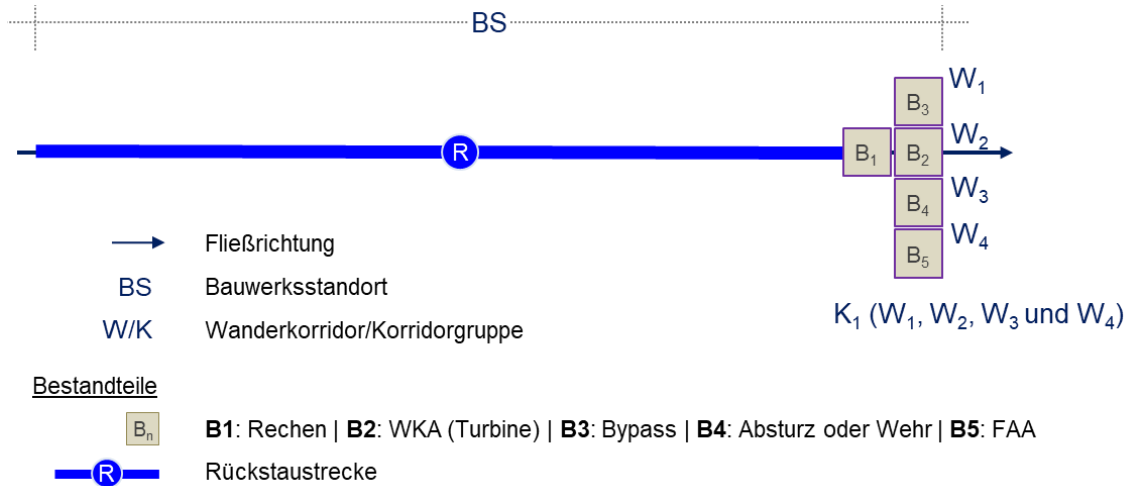 BS
W₁
B₃
W₂
R
B₁
B₂
W₃
B₄
W₄
B₅
Fließrichtung
BS Bauwerksstandort
K₁ (W₁, W₂, W₃ und W₄)
W/K Wanderkorridor/Korridorgruppe
Bestandteile
Bₙ B1: Rechen | B2: WKA (Turbine) | B3: Bypass | B4: Absturz oder Wehr | B5: FAA
R Rückstaustrecke